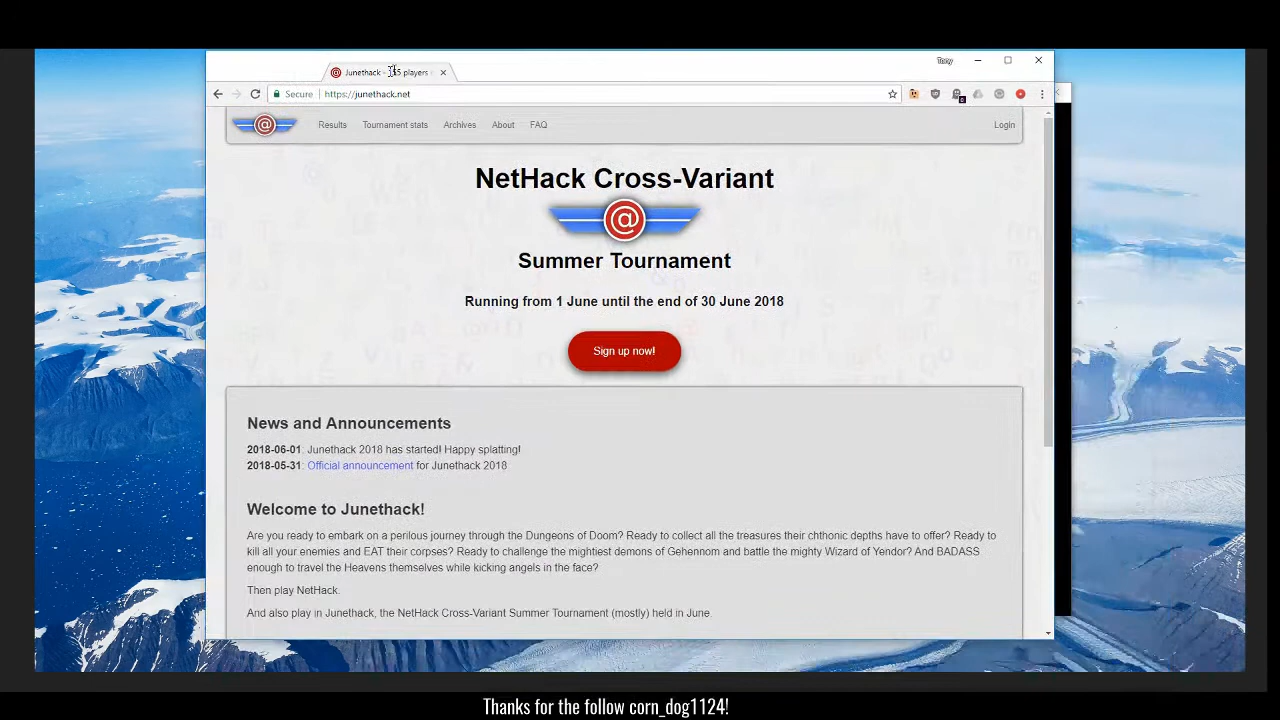 Tony
Junethack - players
Secure https://junethack.net
Results Tournament stats Archives About FAQ Login
NetHack Cross-Variant
@
Summer Tournament
Running from 1 June until the end of 30 June 2018
Sign up now!
News and Announcements
2018-06-01: Junethack 2018 has started! Happy splatting!
2018-05-31: Official announcement for Junethack 2018
Welcome to Junethack!
Are you ready to embark on a perilous journey through the Dungeons of Doom? Ready to collect all the treasures their chthonic depths have to offer? Ready to
kill all your enemies and EAT their corpses? Ready to challenge the mightiest demons of Gehennom and battle the mighty Wizard of Yendor? And BADASS
enough to travel the Heavens themselves while kicking angels in the face?
Then play NetHack.
And also play in Junethack, the NetHack Cross-Variant Summer Tournament (mostly) held in June.
Thanks for the follow corn_dog1124!